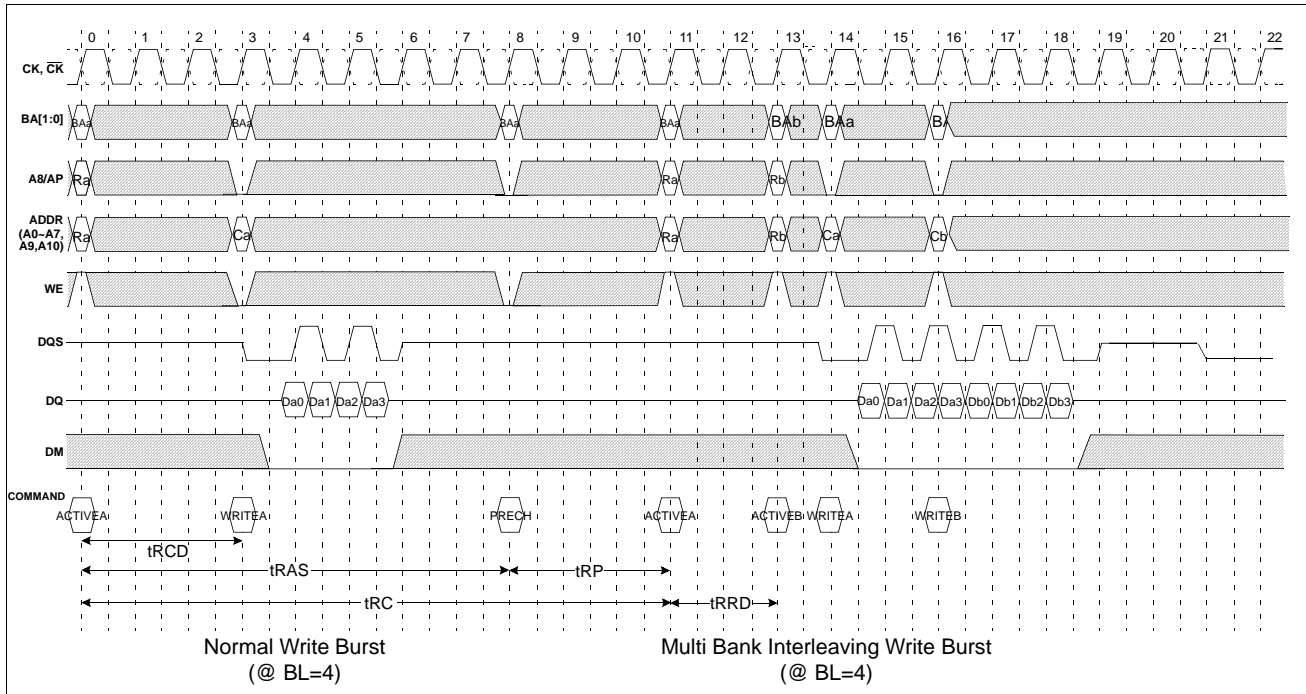 0 1 2 3 4 5 6 7 8 9 10 11 12 13 14 15 16 17 18 19 20 21 22
CK, CK
BA[1:0] BAa BAa BAa BAa BAb BAa BA
A8/AP Ra Ra Rb
ADDR
(A0~A7,
A9,A10)
Ra Ca Ra Rb Ca Cb
WE
DQS
DQ Da0 Da1 Da2 Da3 Da0 Da1 Da2 Da3 Db0 Db1 Db2 Db3
DM
COMMAND
ACTIVEA WRITEA PRECH ACTIVEA ACTIVEB WRITEA WRITEB
tRCD
tRAS tRP
tRC tRRD
Normal Write Burst Multi Bank Interleaving Write Burst
(@ BL=4) (@ BL=4)